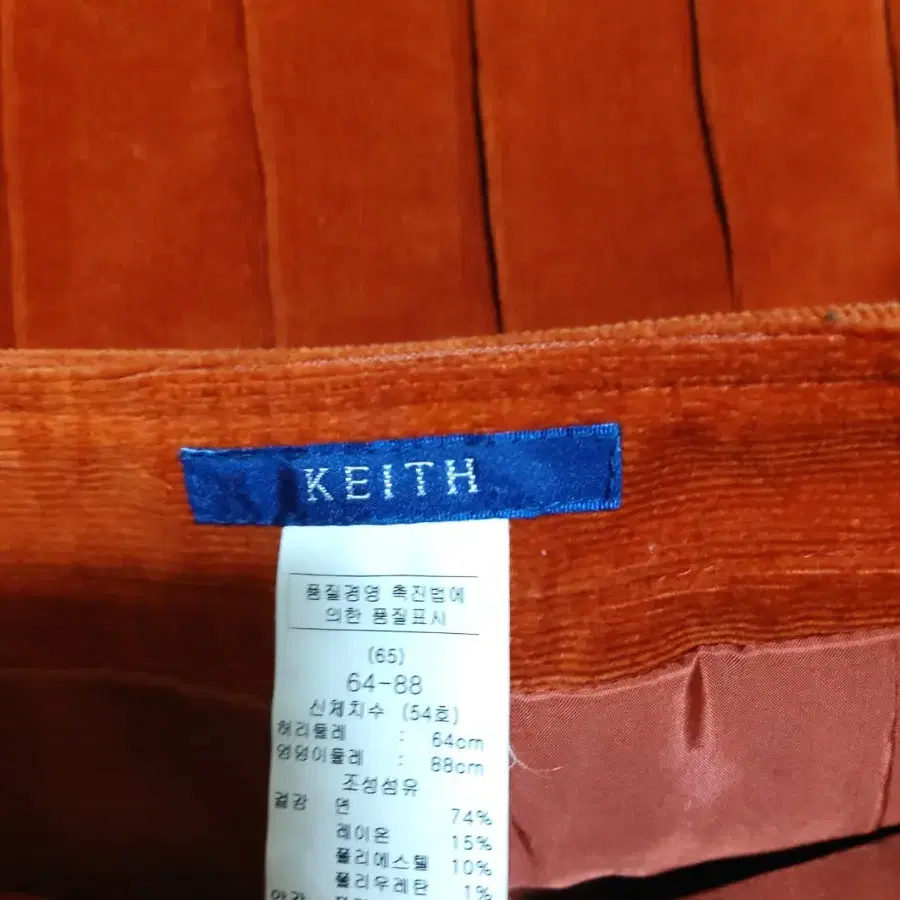 KEITH
품질경영 촉진법에
의한 품질표시
(65)
64-88
신체치수 (54호)
허리둘레 : 64cm
엉덩이둘레 : 88cm
조성섬유
겉감 면 74%
레이온 15%
폴리에스텔 10%
폴리우레탄 1%